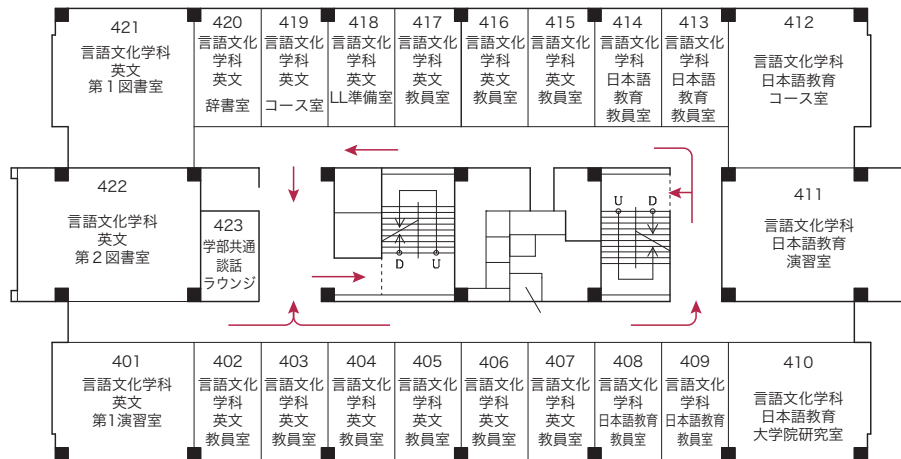 421
言語文化学科
英文
第１図書室
420
言語文化
学科
英文
辞書室
419
言語文化
学科
英文
コース室
418
言語文化
学科
英文
LL準備室
417
言語文化
学科
英文
教員室
416
言語文化
学科
英文
教員室
415
言語文化
学科
英文
教員室
414
言語文化
学科
日本語
教育
教員室
413
言語文化
学科
日本語
教育
教員室
412
言語文化学科
日本語教育
コース室
422
言語文化学科
英文
第２図書室
423
学部共通
談話
ラウンジ
D U
U D
411
言語文化学科
日本語教育
演習室
401
言語文化学科
英文
第1演習室
402
言語文化
学科
英文
教員室
403
言語文化
学科
英文
教員室
404
言語文化
学科
英文
教員室
405
言語文化
学科
英文
教員室
406
言語文化
学科
英文
教員室
407
言語文化
学科
英文
教員室
408
言語文化
学科
日本語教育
教員室
409
言語文化
学科
日本語教育
教員室
410
言語文化学科
日本語教育
大学院研究室